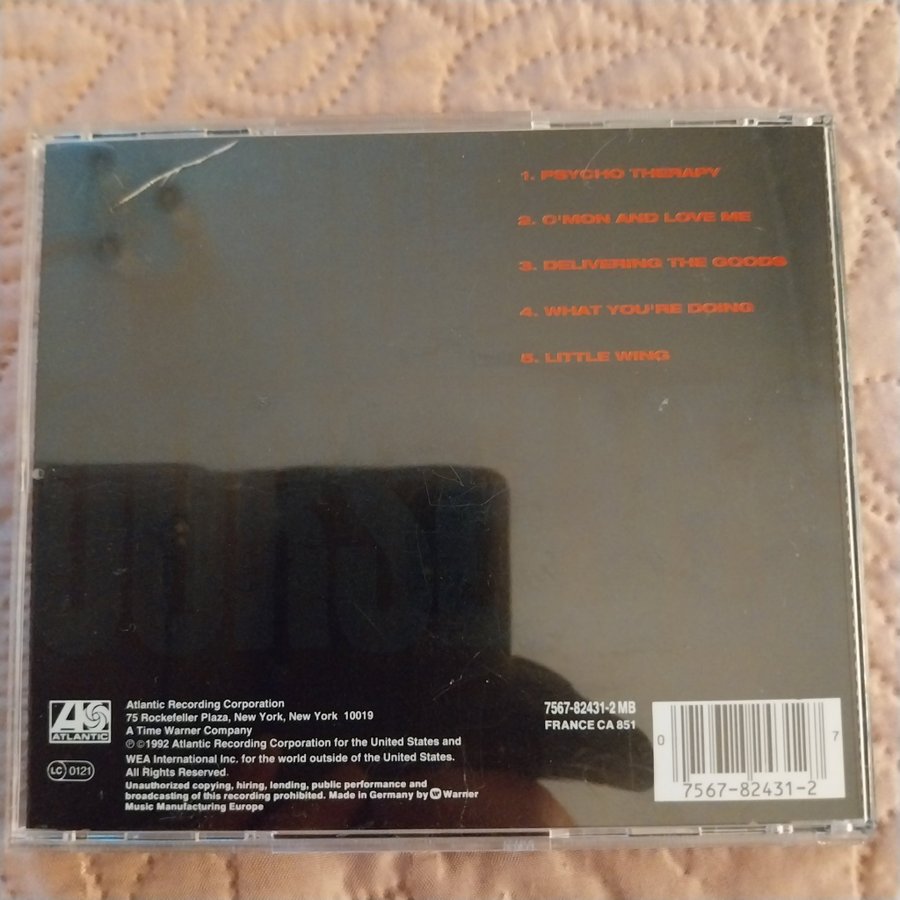 1. PSYCHO THERAPY
2. C'MON AND LOVE ME
3. DELIVERING THE GOODS
4. WHAT YOU'RE DOING
5. LITTLE WING
ATLANTIC
Atlantic Recording Corporation
75 Rockefeller Plaza, New York, New York 10019
A Time Warner Company
℗©1992 Atlantic Recording Corporation for the United States and
WEA International Inc. for the world outside of the United States.
All Rights Reserved.
LC 0121
Unauthorized copying, hiring, lending, public performance and
broadcasting of this recording prohibited. Made in Germany by Warner
Music Manufacturing Europe
7567-82431-2 MB
FRANCE CA 851
0 7
7567-82431-2